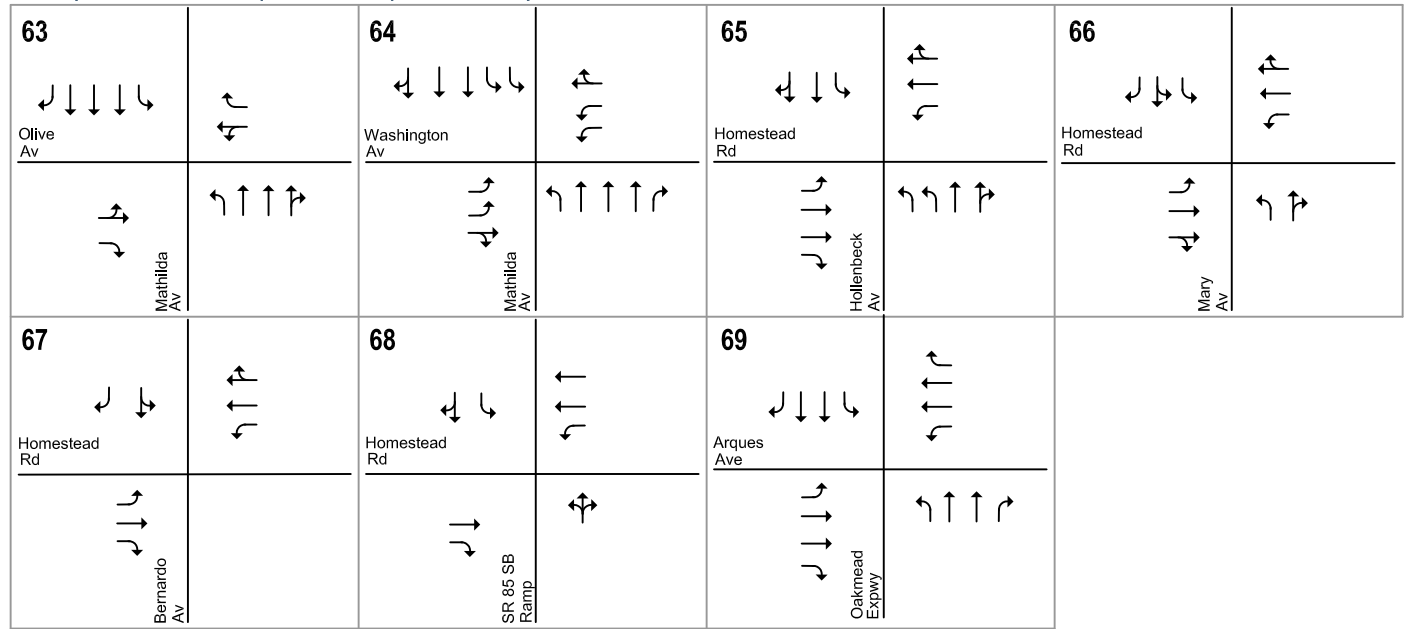 63
Olive
Av
Mathilda
Av
64
Washington
Av
Mathilda
Av
65
Homestead
Rd
Hollenbeck
Av
66
Homestead
Rd
Mary
Av
67
Homestead
Rd
Bernardo
Av
68
Homestead
Rd
SR 85 SB
Ramp
69
Arques
Ave
Oakmead
Expwy